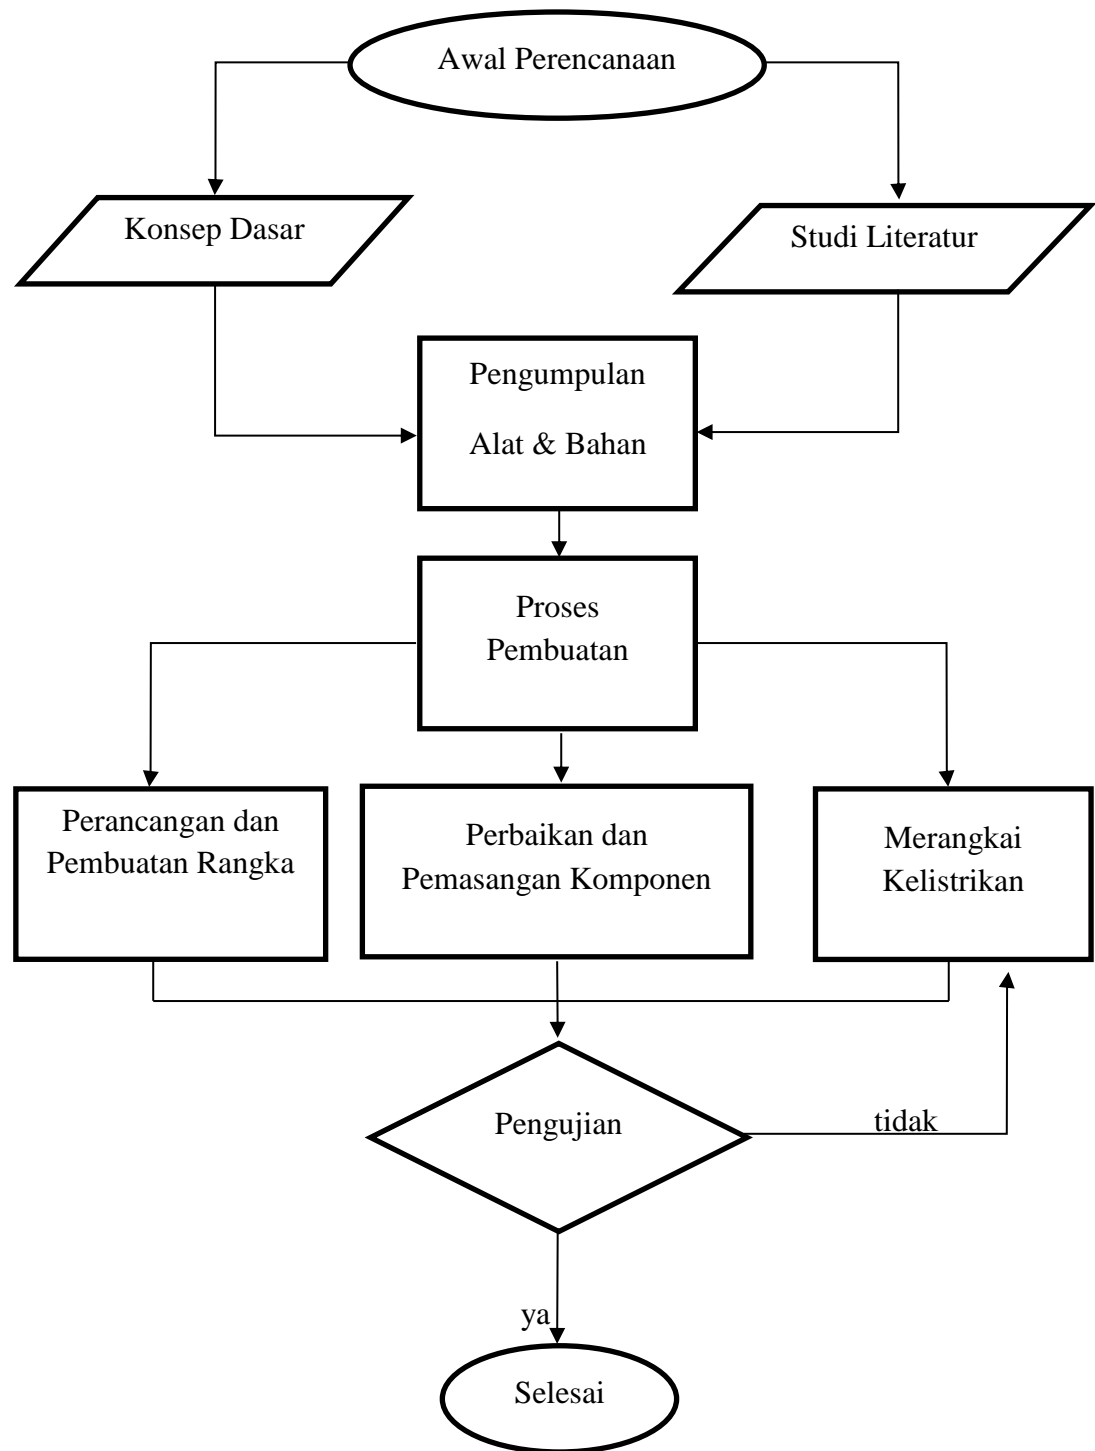 Awal Perencanaan
Konsep Dasar
Studi Literatur
Pengumpulan
Alat & Bahan
Proses
Pembuatan
Perancangan dan
Pembuatan Rangka
Perbaikan dan
Pemasangan Komponen
Merangkai
Kelistrikan
Pengujian
tidak
ya
Selesai